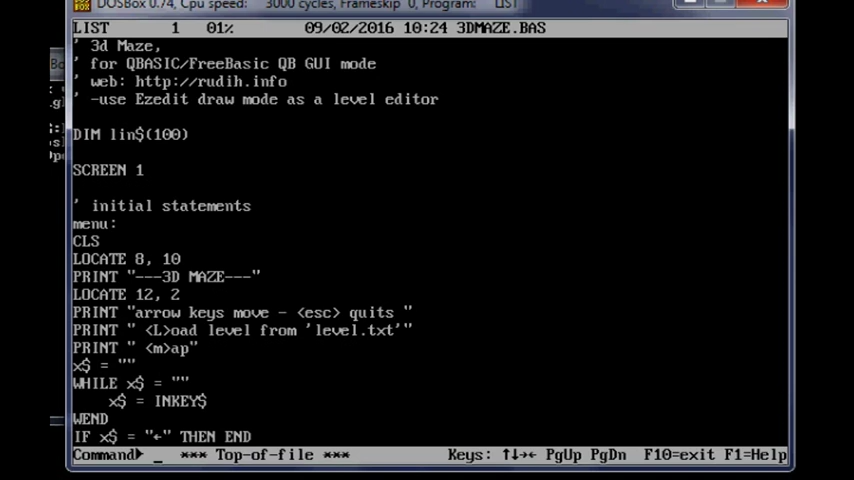 DOSBox 0.74, Cpu speed: 3000 cycles, Frameskip 0, Program: LIST
LIST 1 01% 09/02/2016 10:24 3DMAZE.BAS
' 3d Maze,
' for QBASIC/FreeBasic QB GUI mode
' web: http://rudih.info
' -use Ezedit draw mode as a level editor
DIM lin$(100)
SCREEN 1
' initial statements
menu:
CLS
LOCATE 8, 10
PRINT "---3D MAZE---"
LOCATE 12, 2
PRINT "arrow keys move - <esc> quits "
PRINT " <L>oad level from 'level.txt'"
PRINT " <m>ap"
x$ = ""
WHILE x$ = ""
x$ = INKEY$
WEND
IF x$ = "←" THEN END
Command► _ *** Top-of-file *** Keys: ↑↓→← PgUp PgDn F10=exit F1=Help